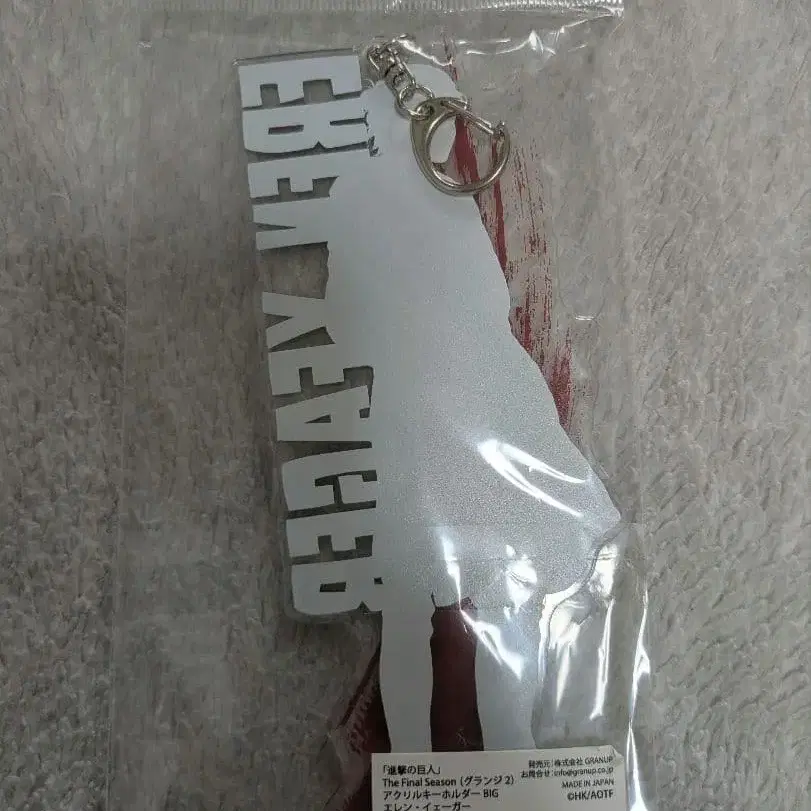 EREN YEAGER
「進撃の巨人」
The Final Season（グランジ 2）
アクリルキーホルダー BIG
エレン・イェーガー
発売元：株式会社 GRANUP
お問合せ：info@granup.co.jp
MADE IN JAPAN
©HK/AOTF